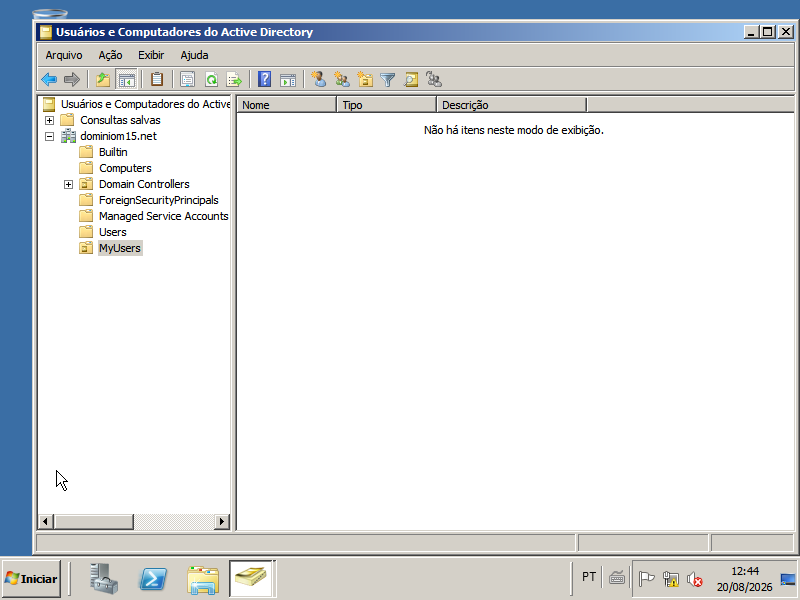 Usuários e Computadores do Active Directory
Arquivo Ação Exibir Ajuda
Usuários e Computadores do Active
Consultas salvas
dominiom15.net
Builtin
Computers
Domain Controllers
ForeignSecurityPrincipals
Managed Service Accounts
Users
MyUsers
Nome Tipo Descrição
Não há itens neste modo de exibição.
Iniciar
PT
12:44
20/08/2026